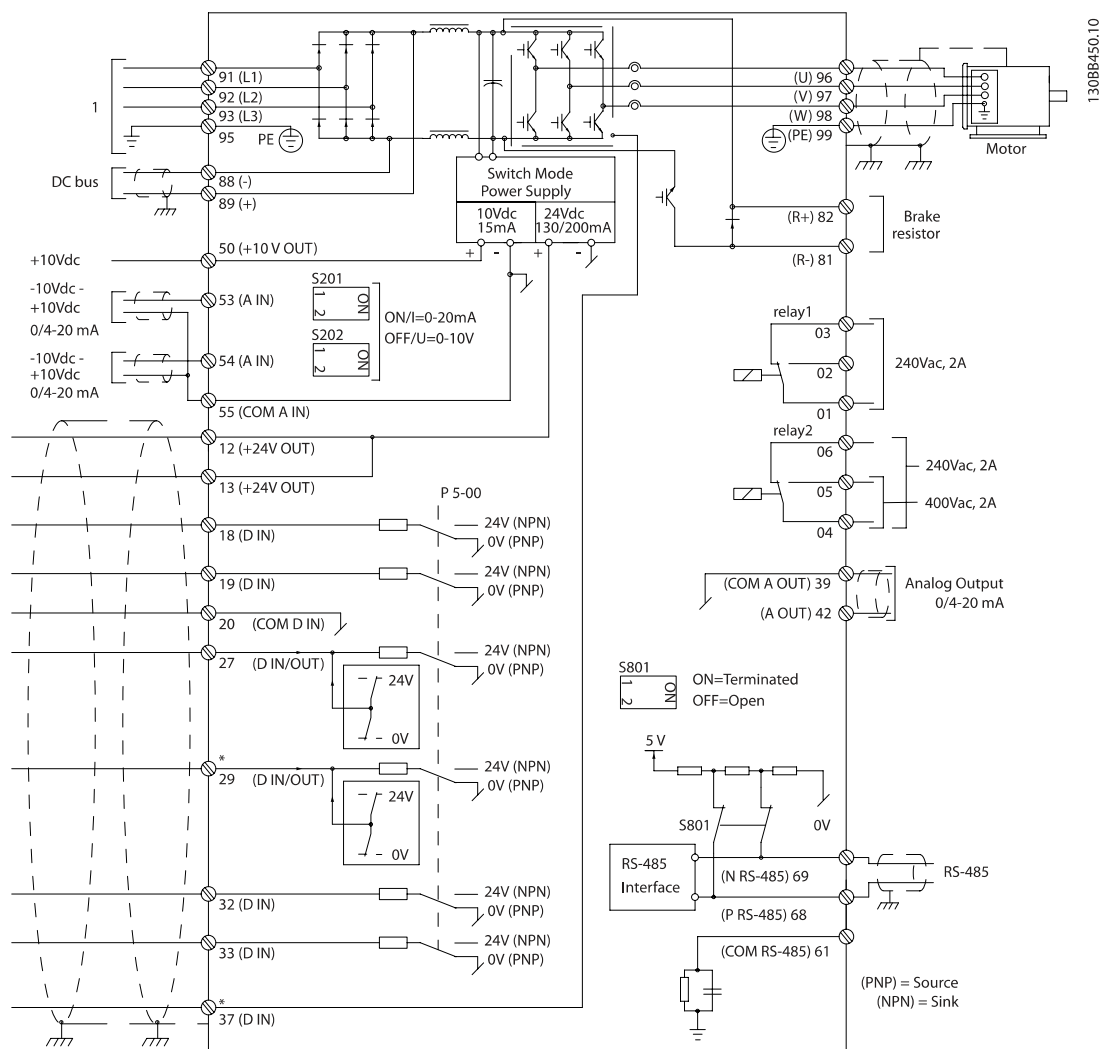 130BB450.10
1
91 (L1)
92 (L2)
93 (L3)
95
PE
DC bus
88 (-)
89 (+)
Switch Mode
Power Supply
10Vdc
15mA
24Vdc
130/200mA
+ - + -
(U) 96
(V) 97
(W) 98
(PE) 99
Motor
(R+) 82
Brake
resistor
(R-) 81
+10Vdc
50 (+10 V OUT)
-10Vdc -
+10Vdc
0/4-20 mA
53 (A IN)
-10Vdc -
+10Vdc
0/4-20 mA
54 (A IN)
55 (COM A IN)
S201
1
2
ON
S202
1
2
ON
ON/I=0-20mA
OFF/U=0-10V
relay1
03
02
01
240Vac, 2A
relay2
06
05
04
240Vac, 2A
400Vac, 2A
12 (+24V OUT)
13 (+24V OUT)
P 5-00
18 (D IN)
24V (NPN)
0V (PNP)
19 (D IN)
24V (NPN)
0V (PNP)
20 (COM D IN)
27 (D IN/OUT)
24V (NPN)
0V (PNP)
24V
0V
*
29 (D IN/OUT)
24V (NPN)
0V (PNP)
24V
0V
32 (D IN)
24V (NPN)
0V (PNP)
33 (D IN)
24V (NPN)
0V (PNP)
*
37 (D IN)
(COM A OUT) 39
(A OUT) 42
Analog Output
0/4-20 mA
S801
1
2
ON
ON=Terminated
OFF=Open
5 V
S801
0V
RS-485
Interface
(N RS-485) 69
RS-485
(P RS-485) 68
(COM RS-485) 61
(PNP) = Source
(NPN) = Sink